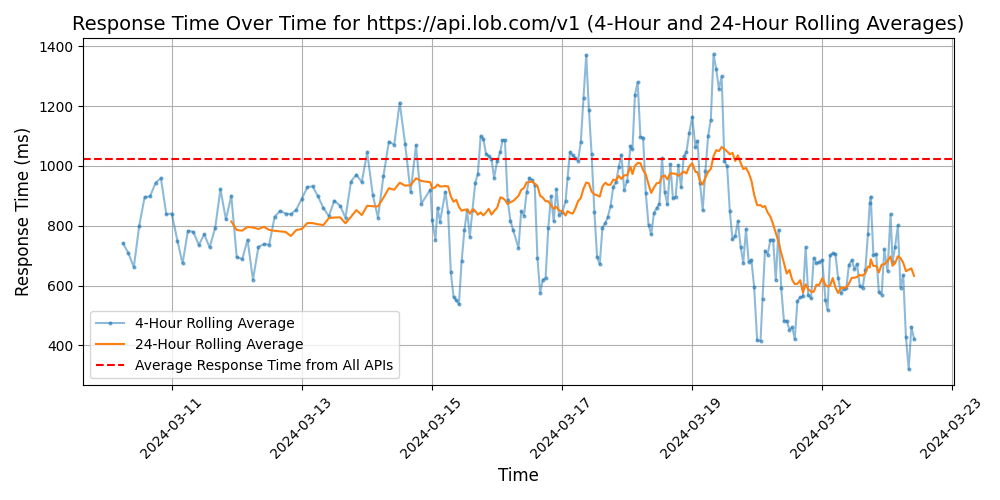 Response Time Over Time for https://api.lob.com/v1 (4-Hour and 24-Hour Rolling Averages)
Response Time (ms)
1400
1200
1000
800
600
400
4-Hour Rolling Average
24-Hour Rolling Average
Average Response Time from All APIs
2024-03-11
2024-03-13
2024-03-15
2024-03-17
2024-03-19
2024-03-21
2024-03-23
Time